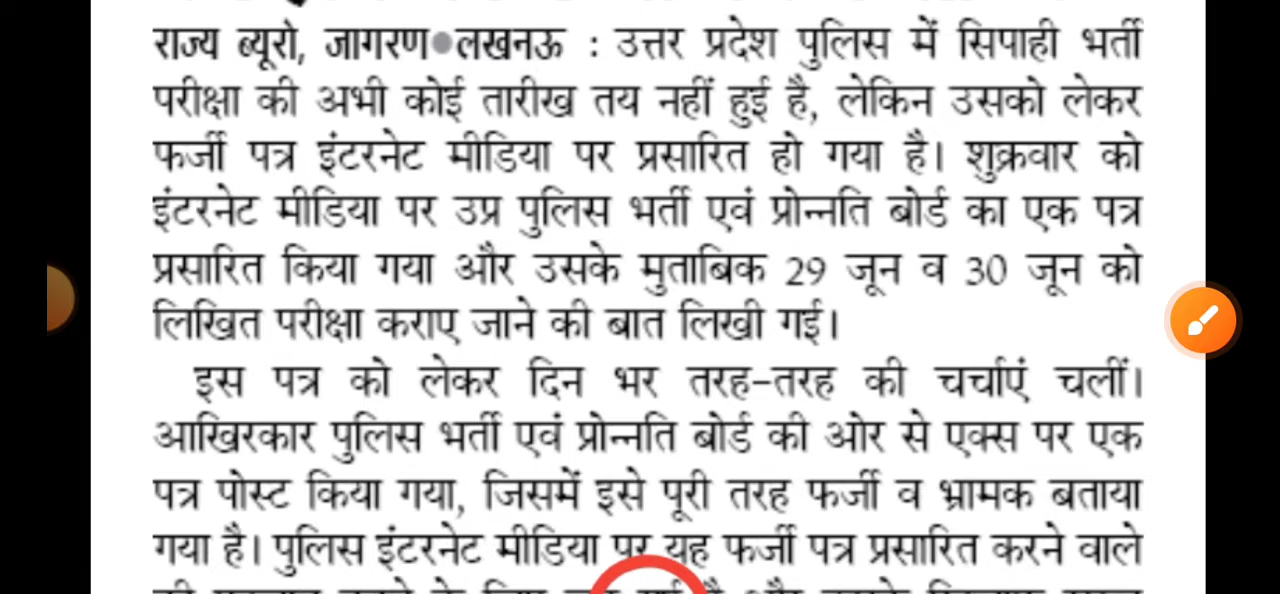 राज्य ब्यूरो, जागरण●लखनऊ : उत्तर प्रदेश पुलिस में सिपाही भर्ती
परीक्षा की अभी कोई तारीख तय नहीं हुई है, लेकिन उसको लेकर
फर्जी पत्र इंटरनेट मीडिया पर प्रसारित हो गया है। शुक्रवार को
इंटरनेट मीडिया पर उप्र पुलिस भर्ती एवं प्रोन्नति बोर्ड का एक पत्र
प्रसारित किया गया और उसके मुताबिक 29 जून व 30 जून को
लिखित परीक्षा कराए जाने की बात लिखी गई।
इस पत्र को लेकर दिन भर तरह-तरह की चर्चाएं चलीं।
आखिरकार पुलिस भर्ती एवं प्रोन्नति बोर्ड की ओर से एक्स पर एक
पत्र पोस्ट किया गया, जिसमें इसे पूरी तरह फर्जी व भ्रामक बताया
गया है। पुलिस इंटरनेट मीडिया पर यह फर्जी पत्र प्रसारित करने वाले